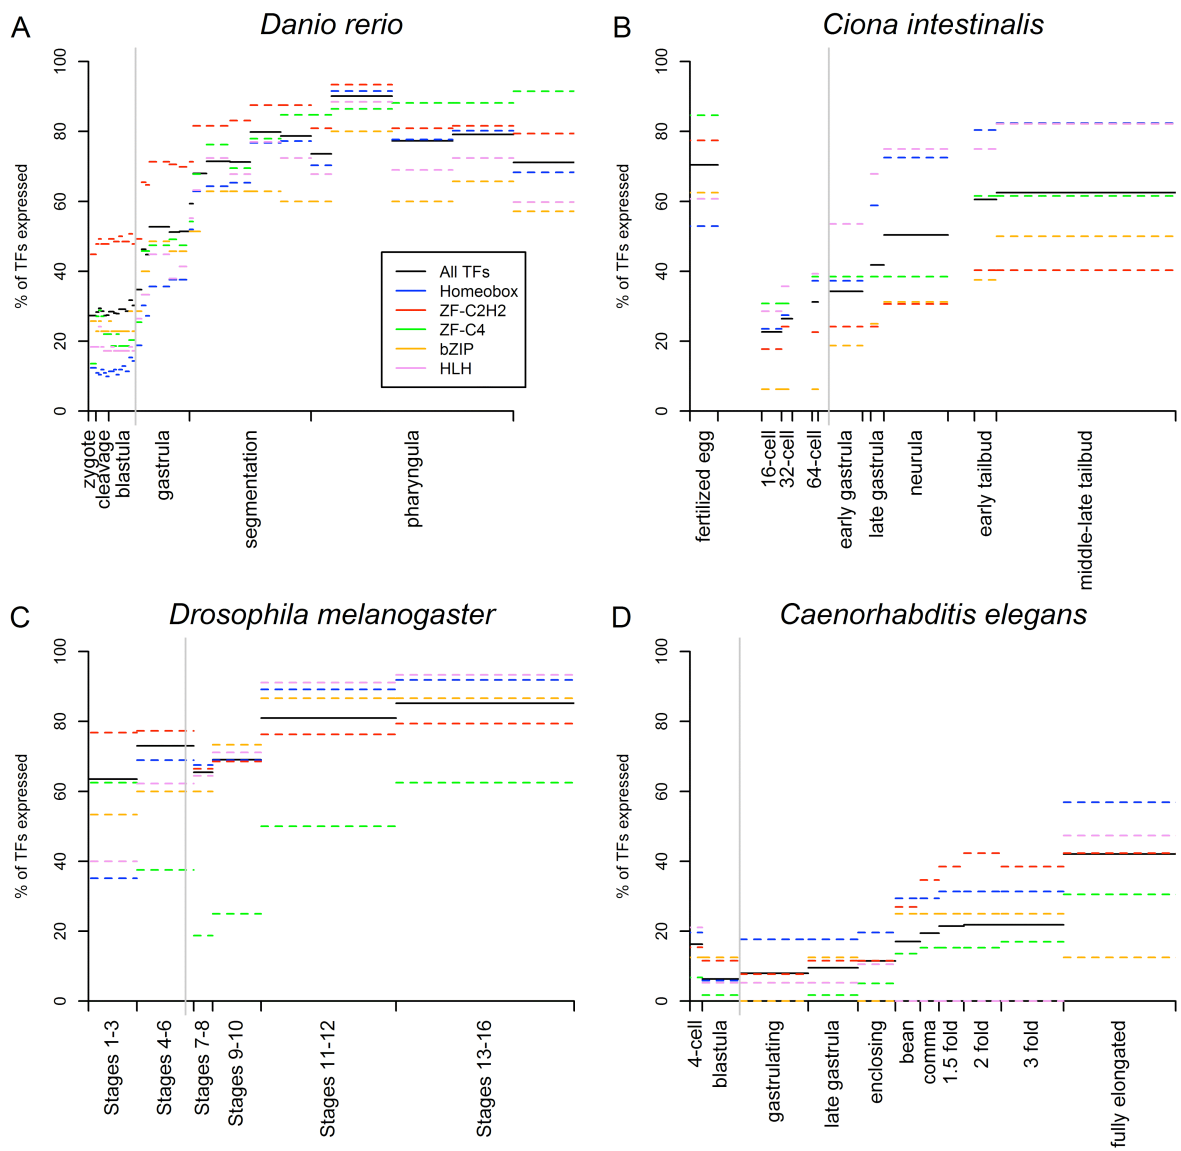 A
Danio rerio
% of TFs expressed
100
80
60
40
20
0
All TFs
Homeobox
ZF-C2H2
ZF-C4
bZIP
HLH
zygote
cleavage
blastula
gastrula
segmentation
pharyngula
B
Ciona intestinalis
% of TFs expressed
100
80
60
40
20
0
fertilized egg
16-cell
32-cell
64-cell
early gastrula
late gastrula
neurula
early tailbud
middle-late tailbud
C
Drosophila melanogaster
% of TFs expressed
100
80
60
40
20
0
Stages 1-3
Stages 4-6
Stages 7-8
Stages 9-10
Stages 11-12
Stages 13-16
D
Caenorhabditis elegans
% of TFs expressed
100
80
60
40
20
0
4-cell
blastula
gastrulating
late gastrula
enclosing
bean
comma
1.5 fold
2 fold
3 fold
fully elongated